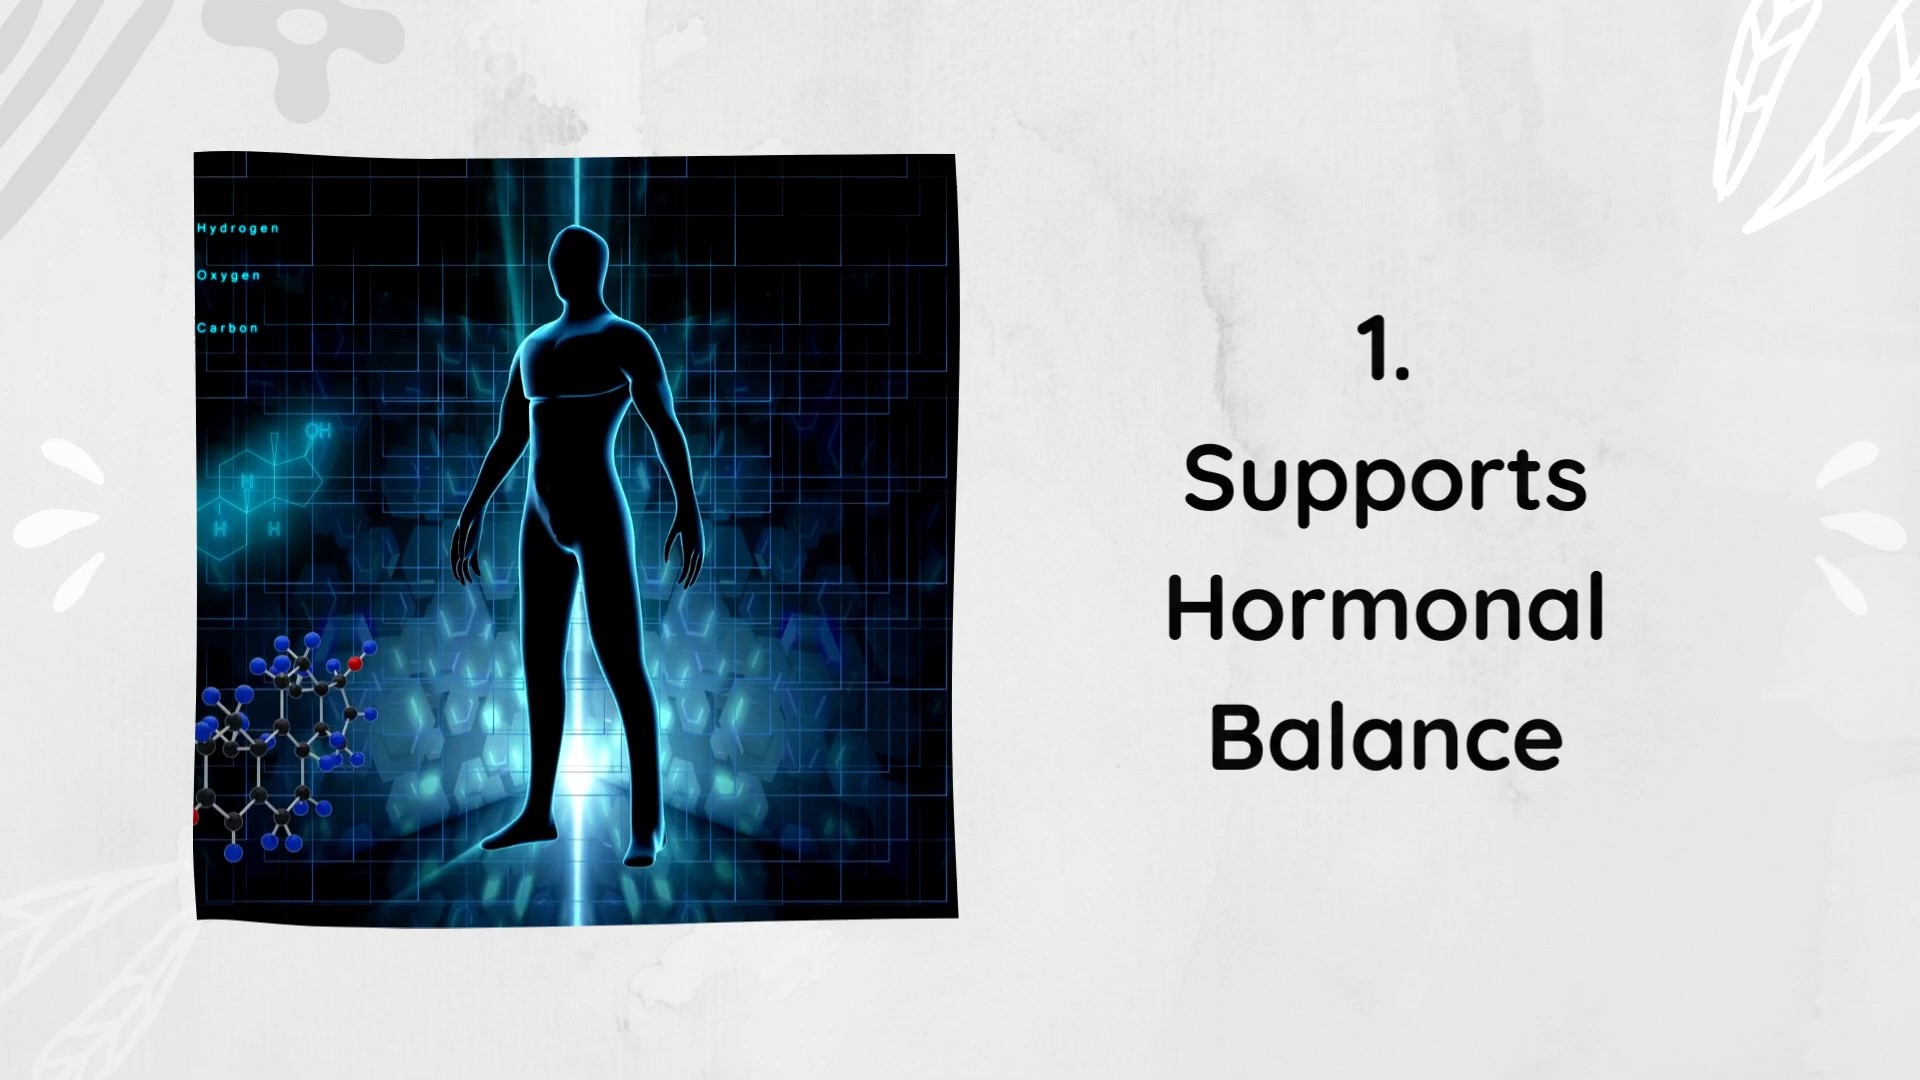 Hydrogen
Oxygen
Carbon
OH
H
H
H
1.
Supports
Hormonal
Balance